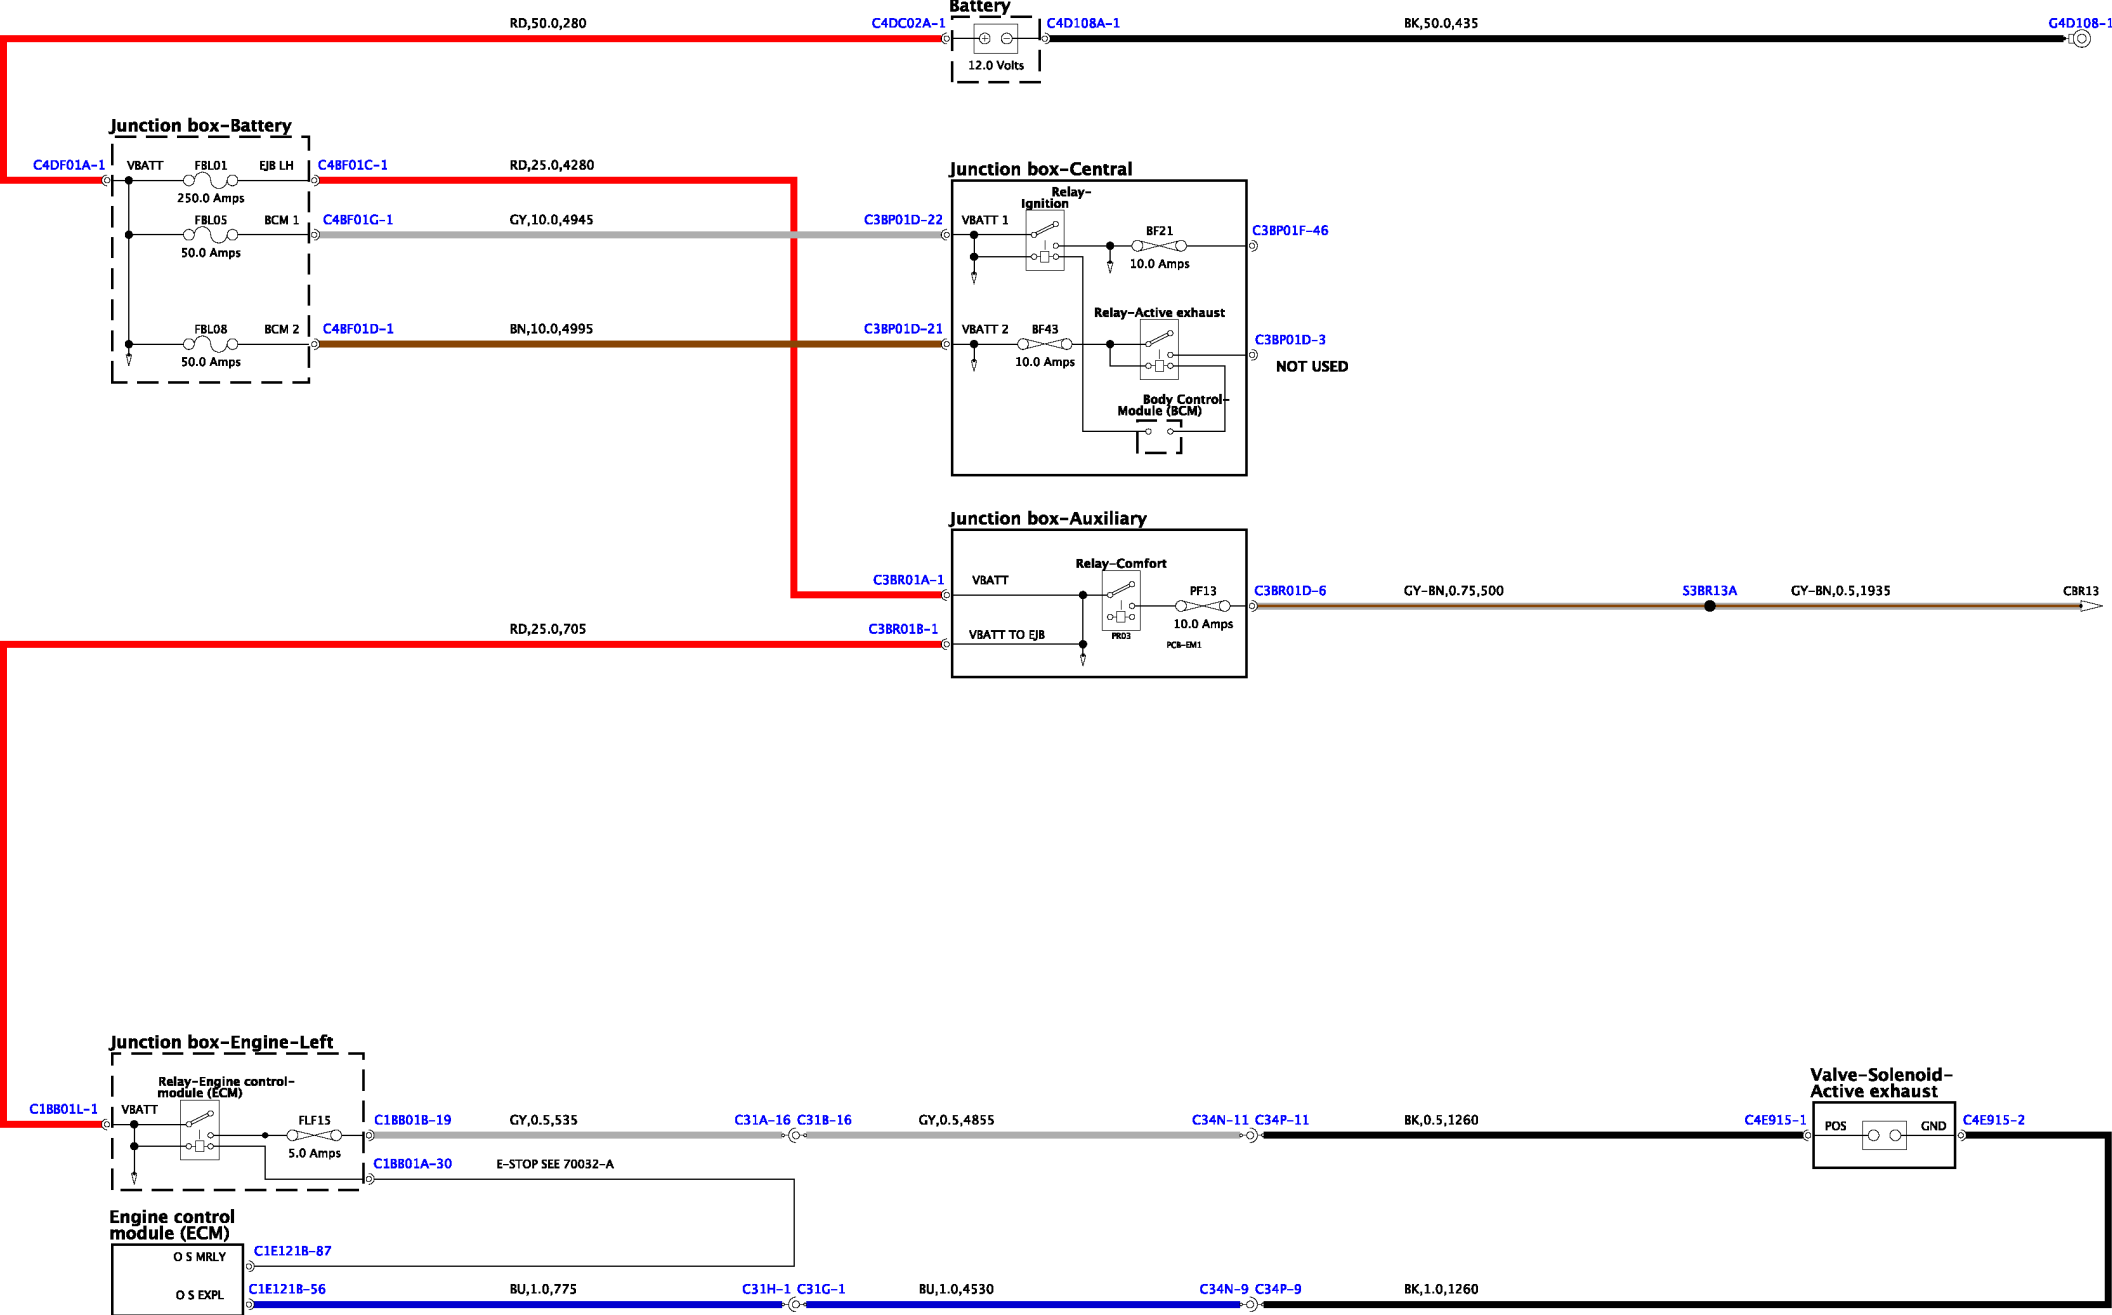 Battery
RD,50.0,280
C4DC02A-1
C4D108A-1
BK,50.0,435
G4D108-1
12.0 Volts
Junction box-Battery
C4DF01A-1
VBATT
FBL01
EJB LH
C4BF01C-1
RD,25.0,4280
250.0 Amps
FBL05
BCM 1
C4BF01G-1
GY,10.0,4945
C3BP01D-22
50.0 Amps
FBL08
BCM 2
C4BF01D-1
BN,10.0,4995
C3BP01D-21
50.0 Amps
Junction box-Central
Relay-
Ignition
VBATT 1
BF21
C3BP01F-46
10.0 Amps
Relay-Active exhaust
VBATT 2
BF43
C3BP01D-3
10.0 Amps
NOT USED
Body Control-
Module (BCM)
Junction box-Auxiliary
Relay-Comfort
C3BR01A-1
VBATT
PF13
C3BR01D-6
GY-BN,0.75,500
S3BR13A
GY-BN,0.5,1935
CBR13
10.0 Amps
RD,25.0,705
C3BR01B-1
VBATT TO EJB
PR03
PCB-EM1
Junction box-Engine-Left
Relay-Engine control-
module (ECM)
C1BB01L-1
VBATT
FLF15
C1BB01B-19
GY,0.5,535
C31A-16
C31B-16
GY,0.5,4855
C34N-11
C34P-11
BK,0.5,1260
C4E915-1
Valve-Solenoid-
Active exhaust
POS
GND
C4E915-2
5.0 Amps
C1BB01A-30
E-STOP SEE 70032-A
Engine control
module (ECM)
O S MRLY
C1E121B-87
O S EXPL
C1E121B-56
BU,1.0,775
C31H-1
C31G-1
BU,1.0,4530
C34N-9
C34P-9
BK,1.0,1260